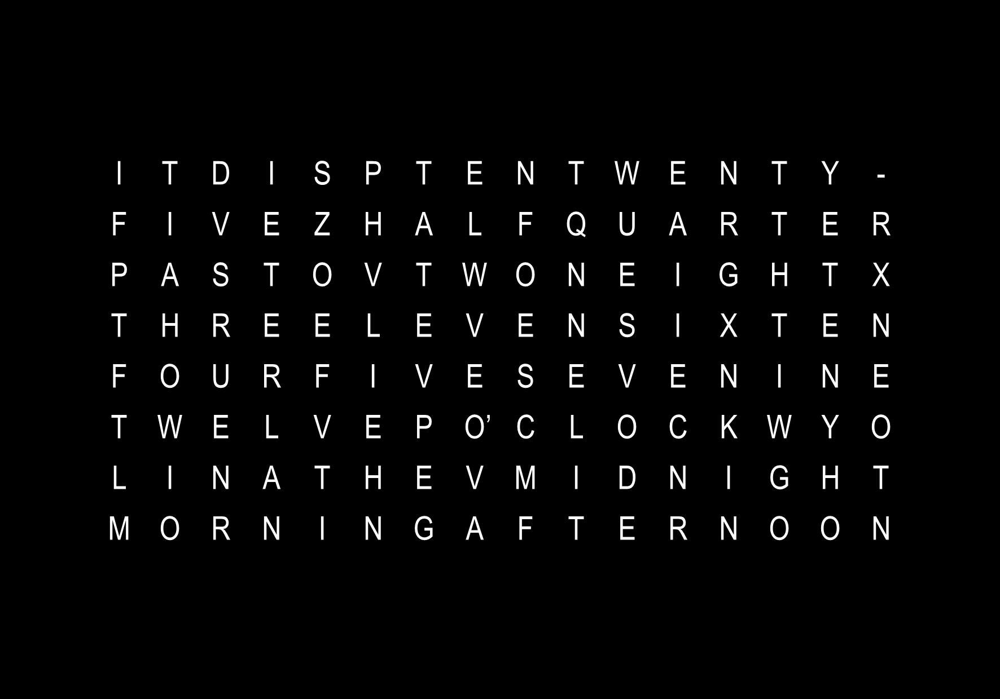 I T D I S P T E N T W E N T Y -
F I V E Z H A L F Q U A R T E R
P A S T O V T W O N E I G H T X
T H R E E L E V E N S I X T E N
F O U R F I V E S E V E N I N E
T W E L V E P O’ C L O C K W Y O
L I N A T H E V M I D N I G H T
M O R N I N G A F T E R N O O N